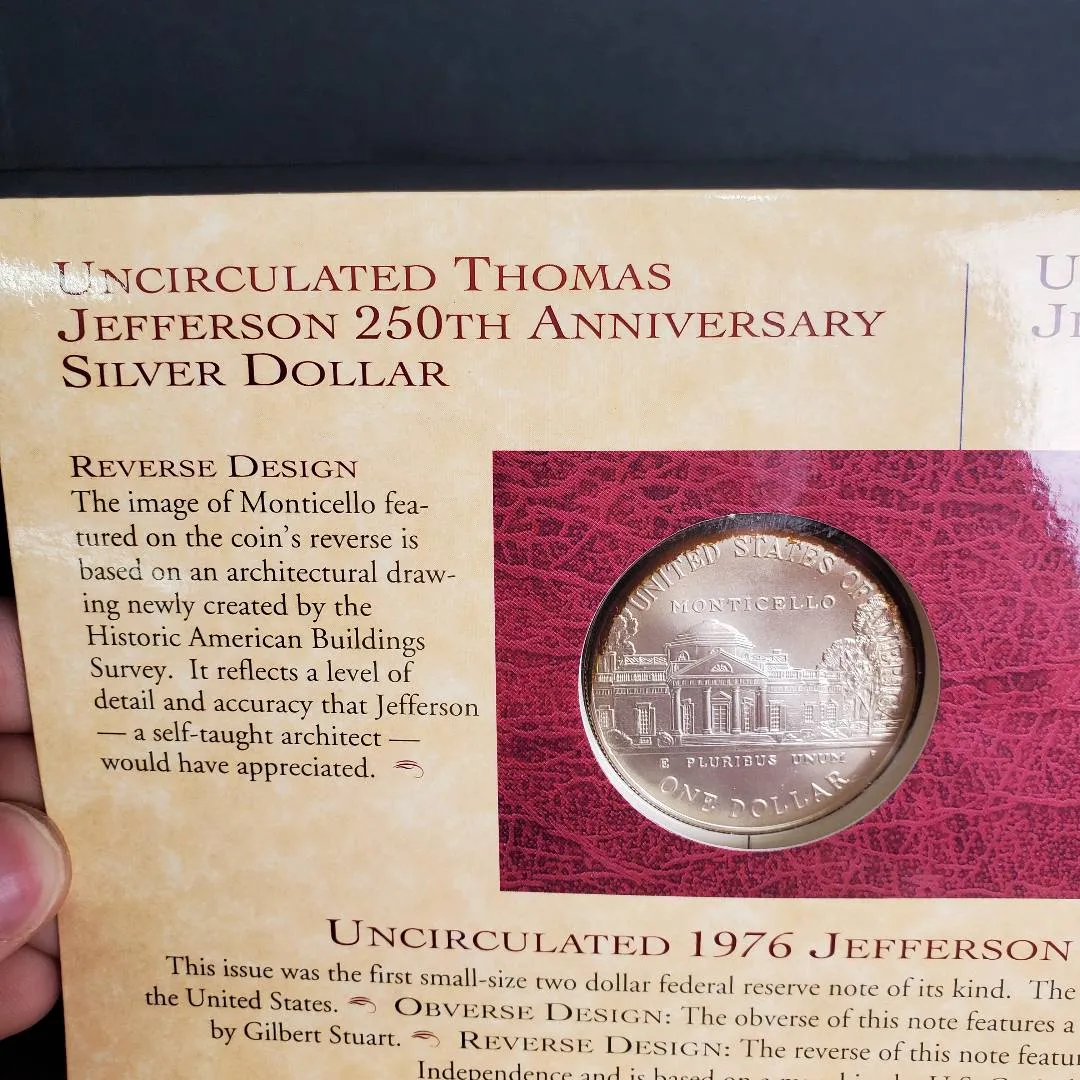 UNCIRCULATED THOMAS
JEFFERSON 250TH ANNIVERSARY
SILVER DOLLAR
U
REVERSE DESIGN
The image of Monticello fea-
tured on the coin's reverse is
based on an architectural draw-
ing newly created by the
Historic American Buildings
Survey. It reflects a level of
detail and accuracy that Jefferson
— a self-taught architect —
would have appreciated.
UNITED STATES OF AMERICA
MONTICELLO
E PLURIBUS UNUM
ONE DOLLAR
UNCIRCULATED 1976 JEFFERSON
This issue was the first small-size two dollar federal reserve note of its kind. The
the United States. OBVERSE DESIGN: The obverse of this note features a
by Gilbert Stuart. REVERSE DESIGN: The reverse of this note featu
Independence and is based on a